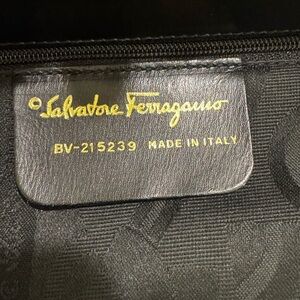 © Salvatore Ferragamo
BV-215239 MADE IN ITALY